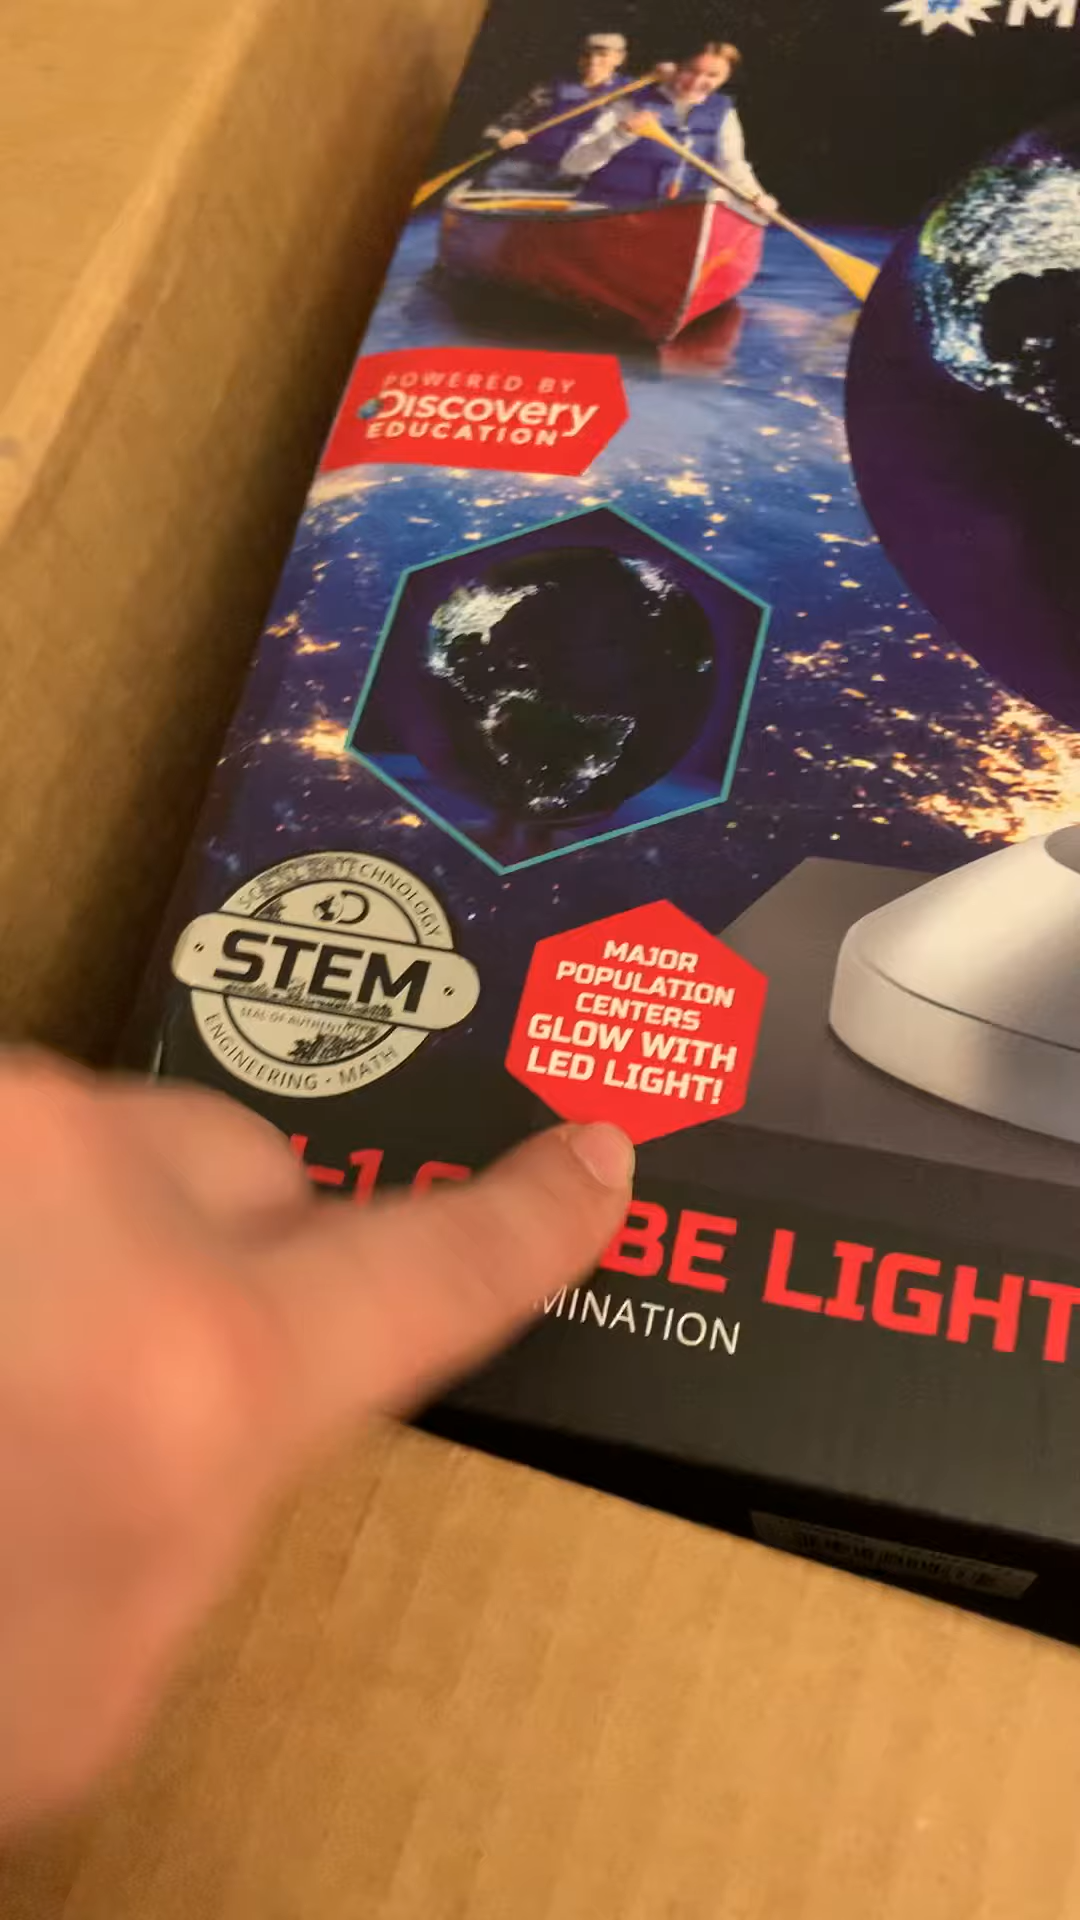 M
POWERED BY
Discovery
EDUCATION
SCIENCE • TECHNOLOGY
D
STEM
SEAL OF AUTHENTICITY
ENGINEERING • MATH
MAJOR
POPULATION
CENTERS
GLOW WITH
LED LIGHT!
-1 G BE LIGHT
MINATION